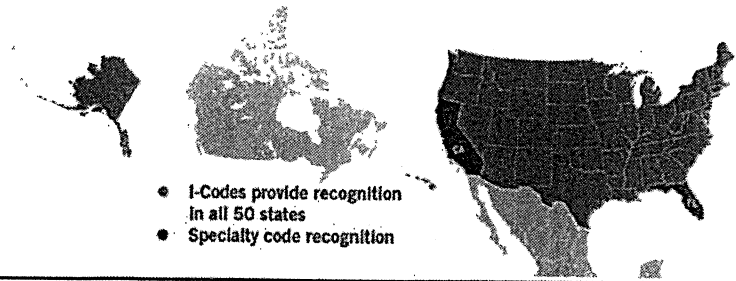 I-Codes provide recognition
in all 50 states
Specialty code recognition